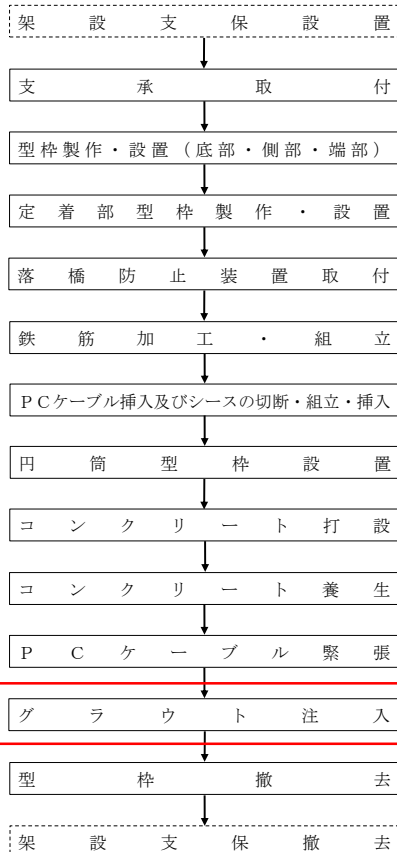 架設支保設置
支承取付
型枠製作・設置（底部・側部・端部）
定着部型枠製作・設置
落橋防止装置取付
鉄筋加工・組立
ＰＣケーブル挿入及びシースの切断・組立・挿入
円筒型枠設置
コンクリート打設
コンクリート養生
ＰＣケーブル緊張
グラウト注入
型枠撤去
架設支保撤去